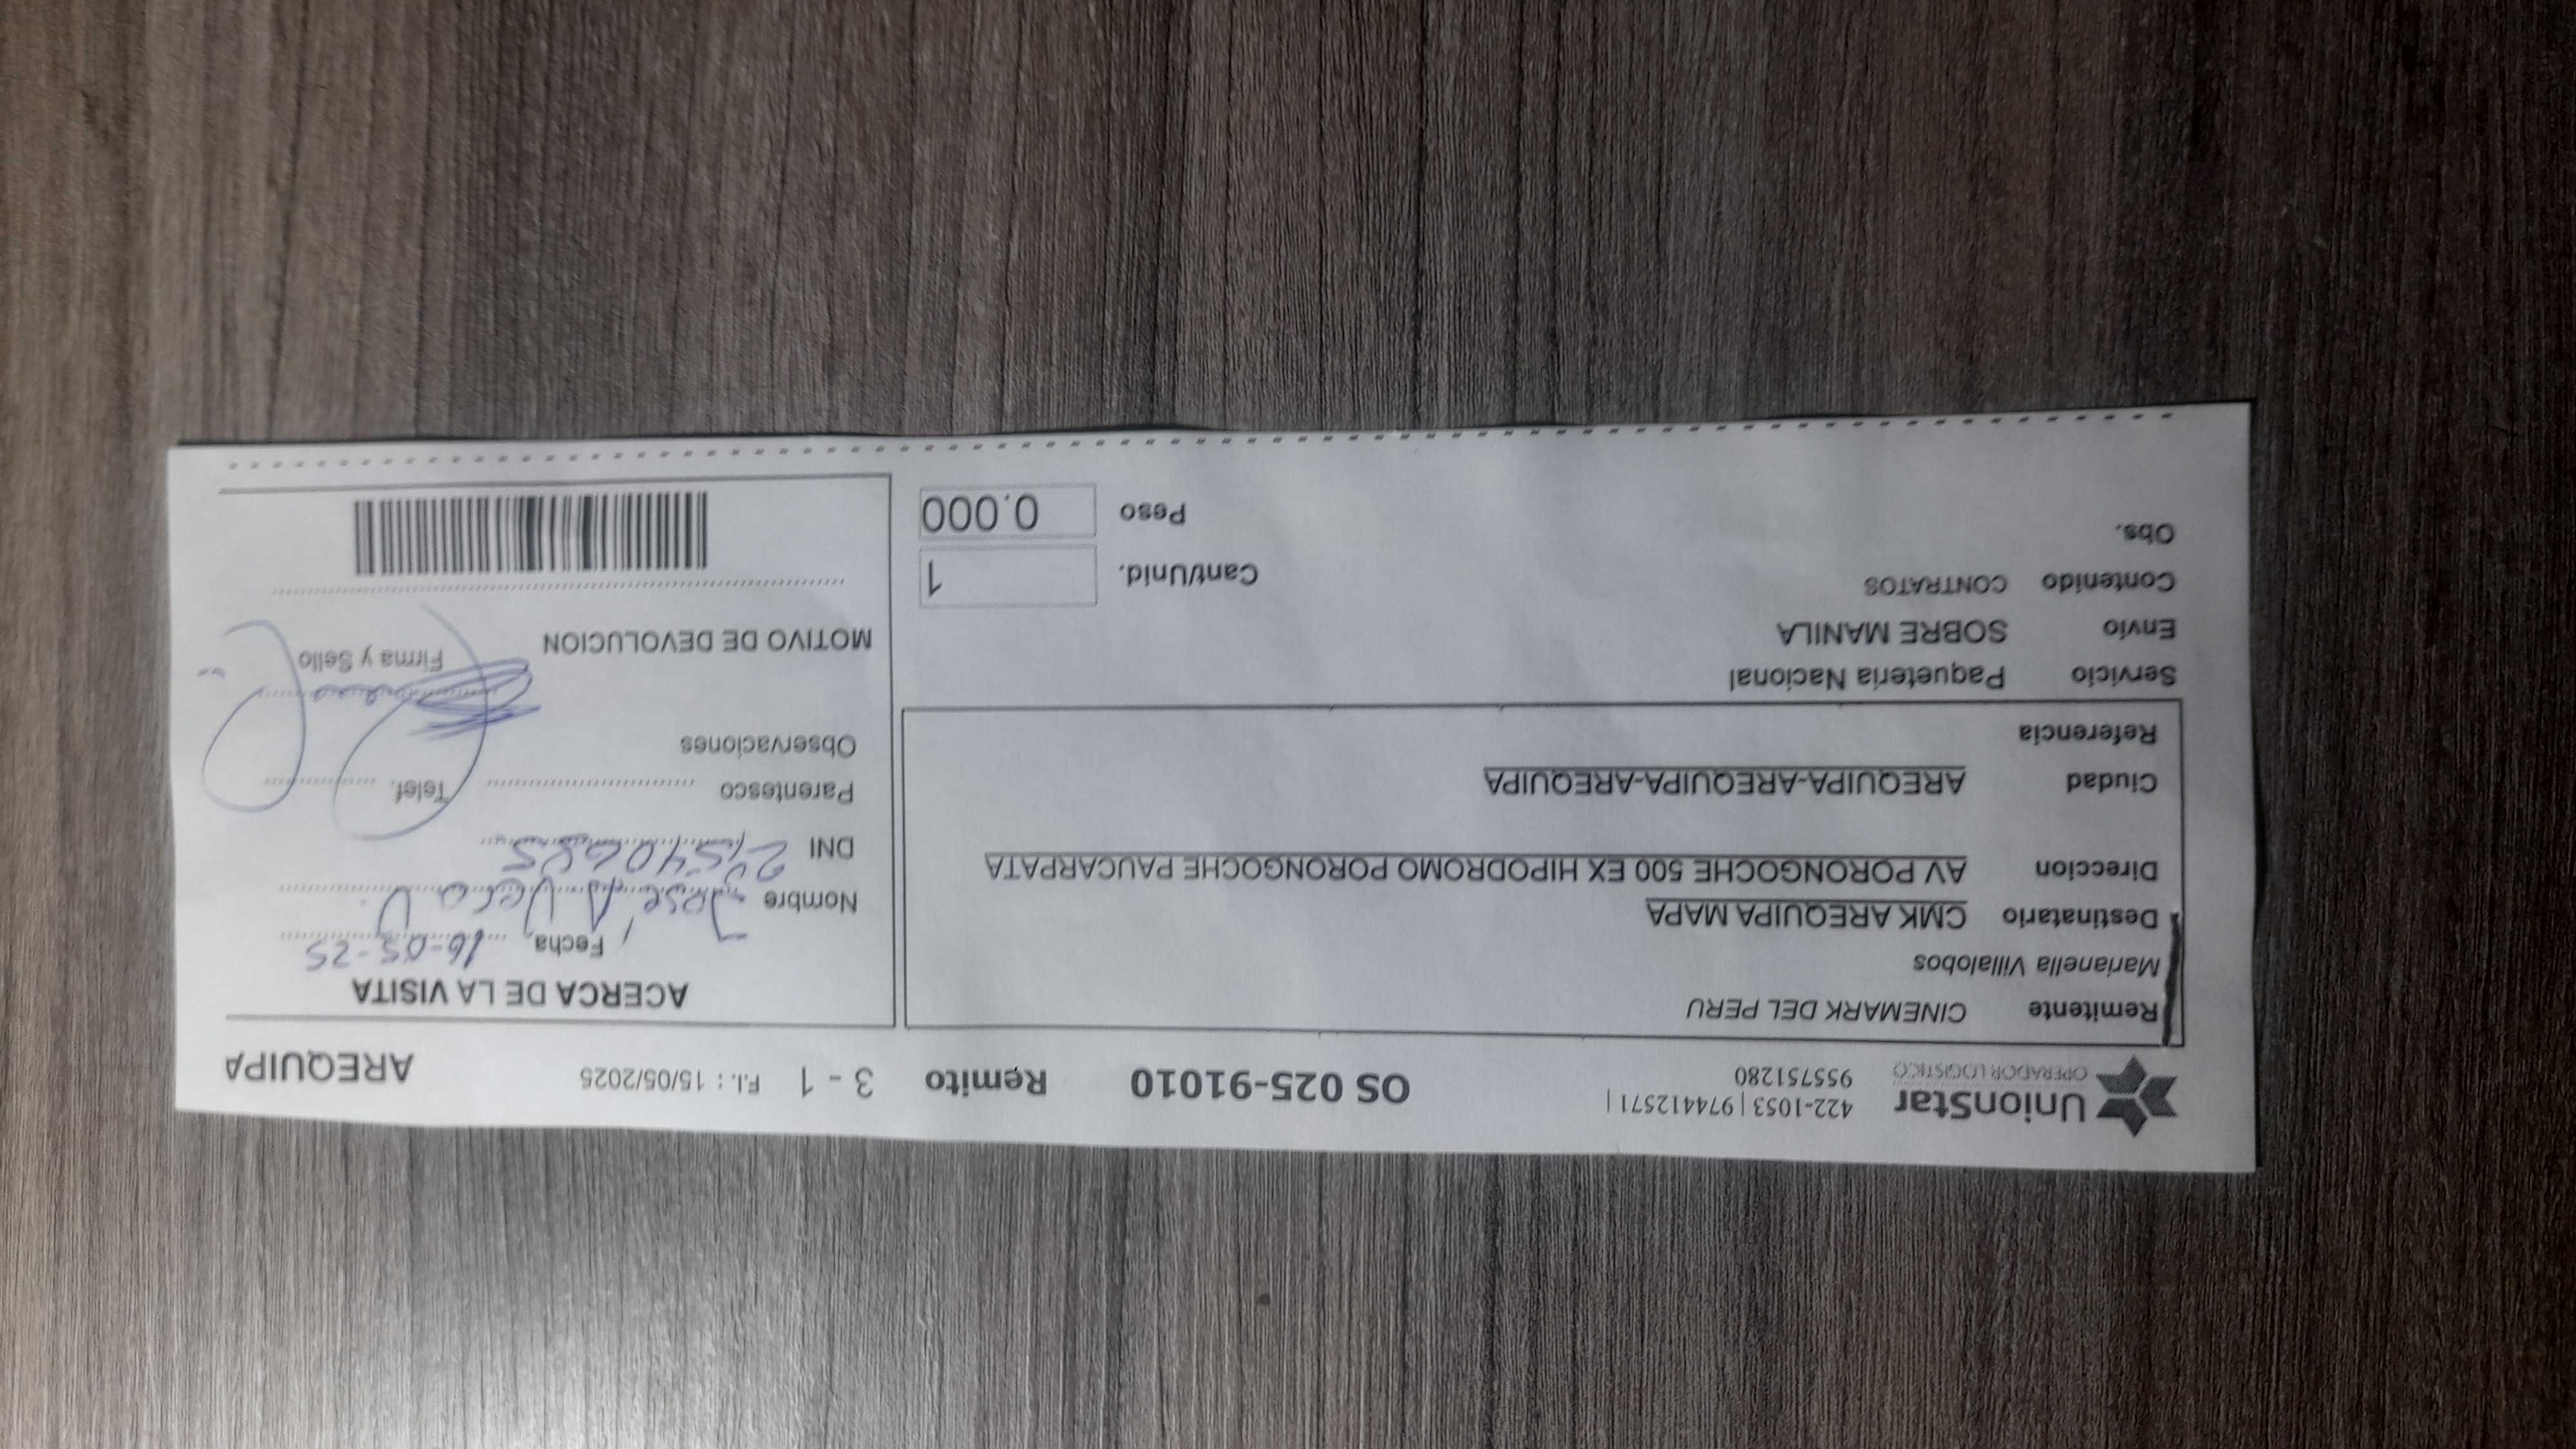 UnionStar
OPERADOR LOGISTICO
422-1053 | 974412571 |
955751280
OS 025-91010
Remito 3 - 1 F.I.: 15/05/2025 AREQUIPA
Remitente CINEMARK DEL PERU
Marianella Villalobos
Destinatario CMK AREQUIPA MAPA
Direccion AV PORONGOCHE 500 EX HIPODROMO PORONGOCHE PAUCARPATA
Ciudad AREQUIPA-AREQUIPA-AREQUIPA
Referencia
Servicio Paqueteria Nacional
Envío SOBRE MANILA
Contenido CONTRATOS
Obs.
Cant/Unid. 1
Peso 0.000
ACERCA DE LA VISITA
Fecha 16-05-25
Nombre José A
DNI
Parentesco Telef.
Observaciones
Firma y Sello
MOTIVO DE DEVOLUCION